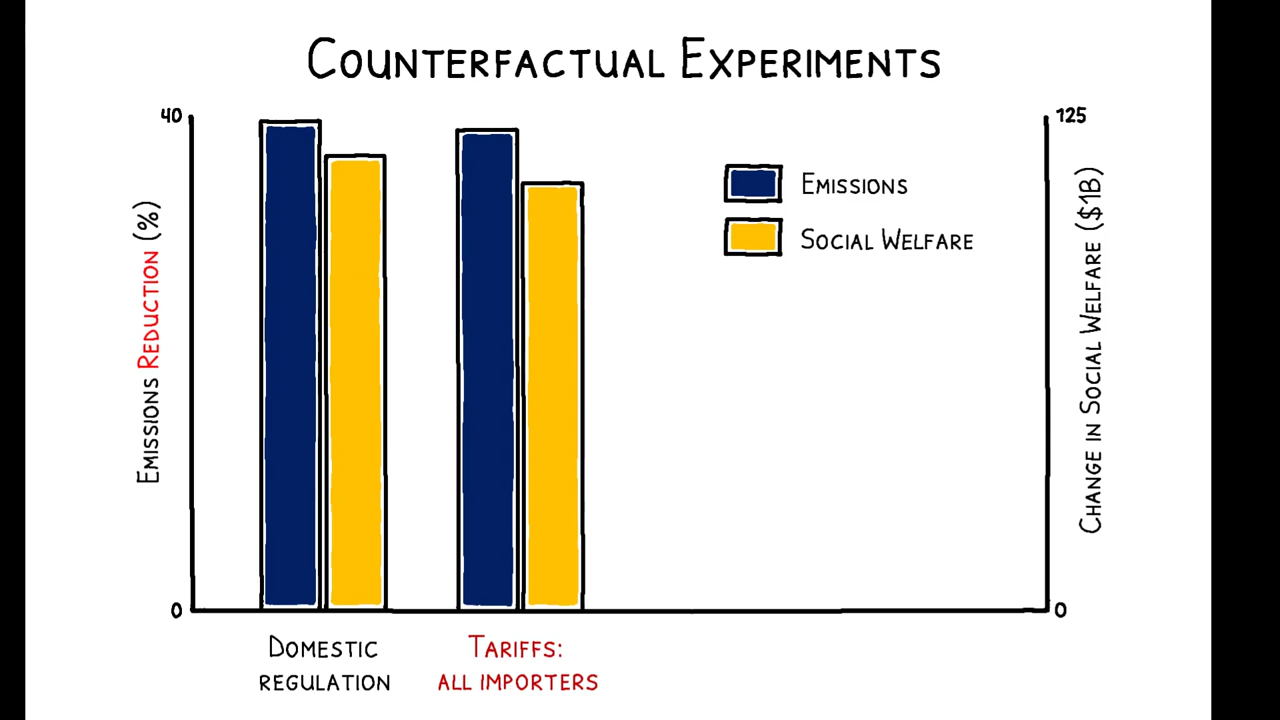 COUNTERFACTUAL EXPERIMENTS
40
125
EMISSIONS REDUCTION (%)
EMISSIONS
SOCIAL WELFARE
CHANGE IN SOCIAL WELFARE ($1B)
0
0
DOMESTIC
REGULATION
TARIFFS:
ALL IMPORTERS